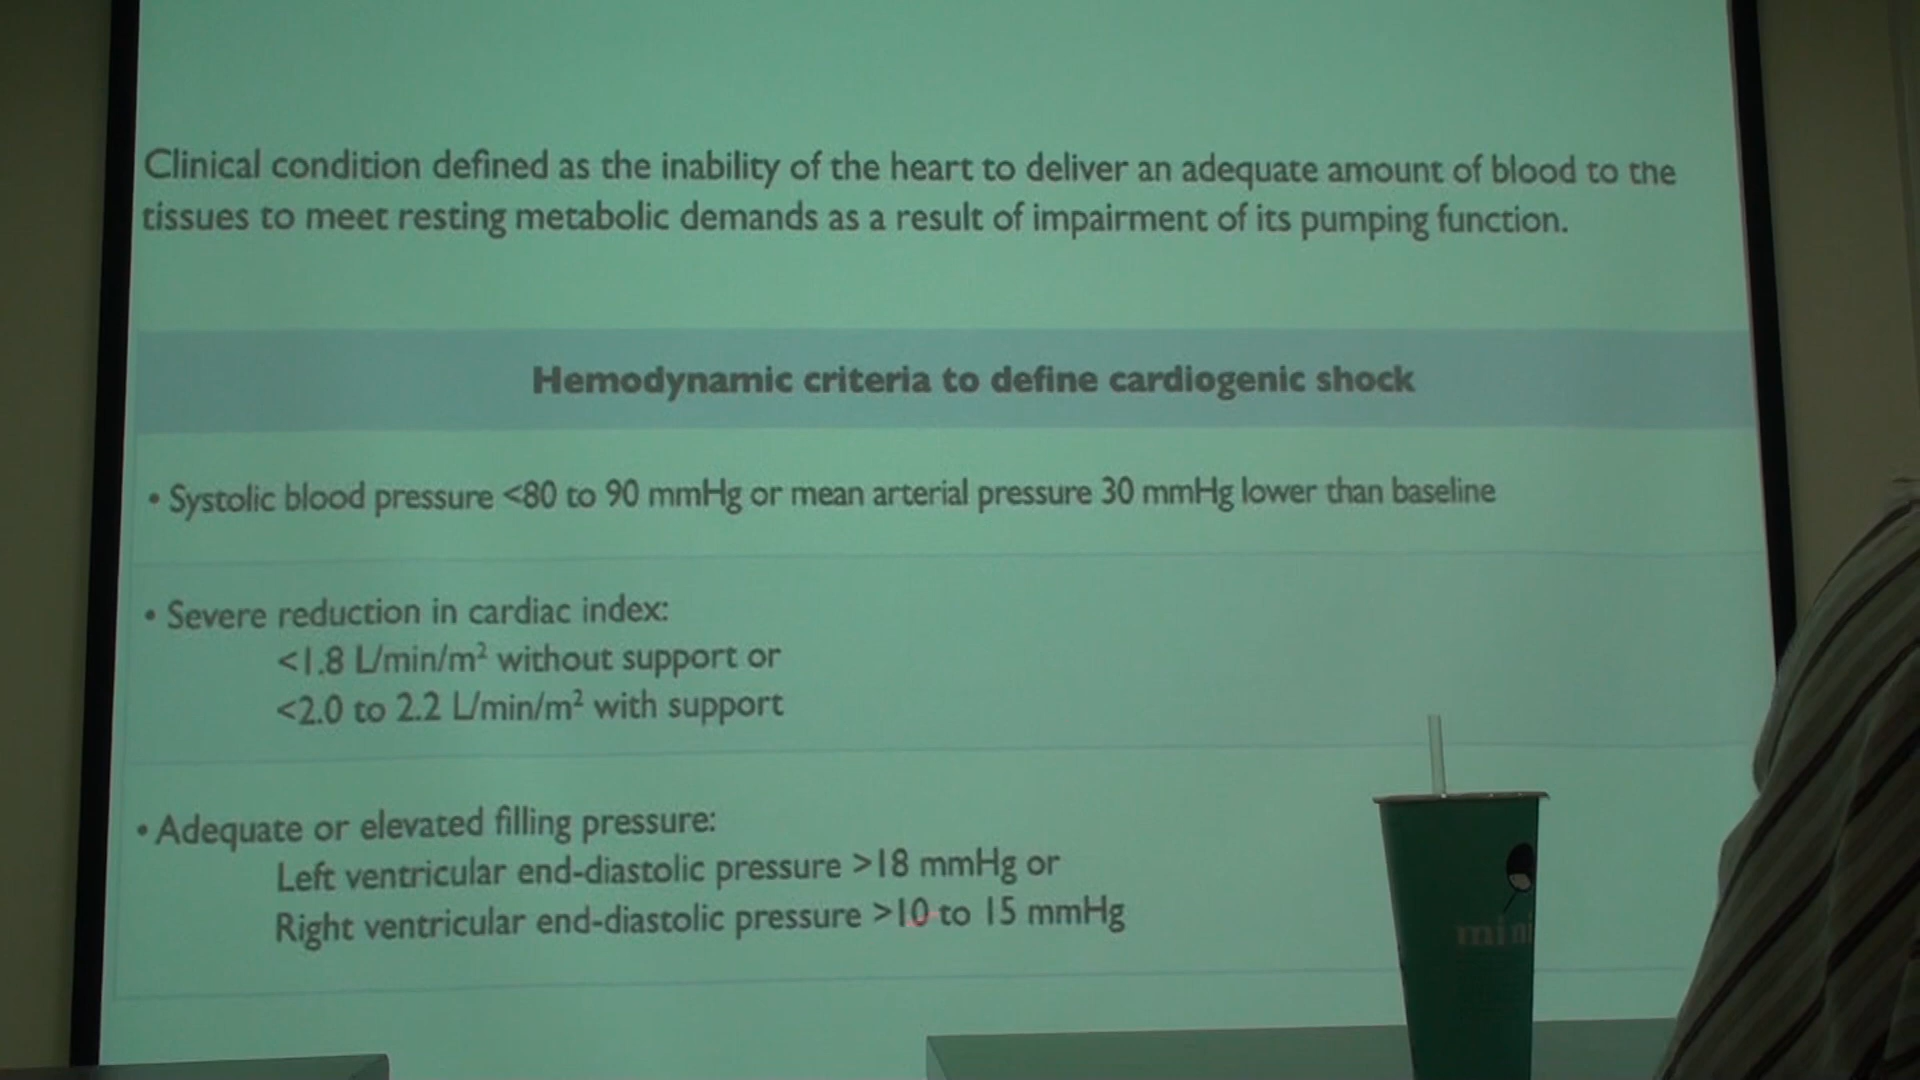 Clinical condition defined as the inability of the heart to deliver an adequate amount of blood to the
tissues to meet resting metabolic demands as a result of impairment of its pumping function.
Hemodynamic criteria to define cardiogenic shock
• Systolic blood pressure <80 to 90 mmHg or mean arterial pressure 30 mmHg lower than baseline
• Severe reduction in cardiac index:
<1.8 L/min/m² without support or
<2.0 to 2.2 L/min/m² with support
• Adequate or elevated filling pressure:
Left ventricular end-diastolic pressure >18 mmHg or
Right ventricular end-diastolic pressure >10 to 15 mmHg
mini